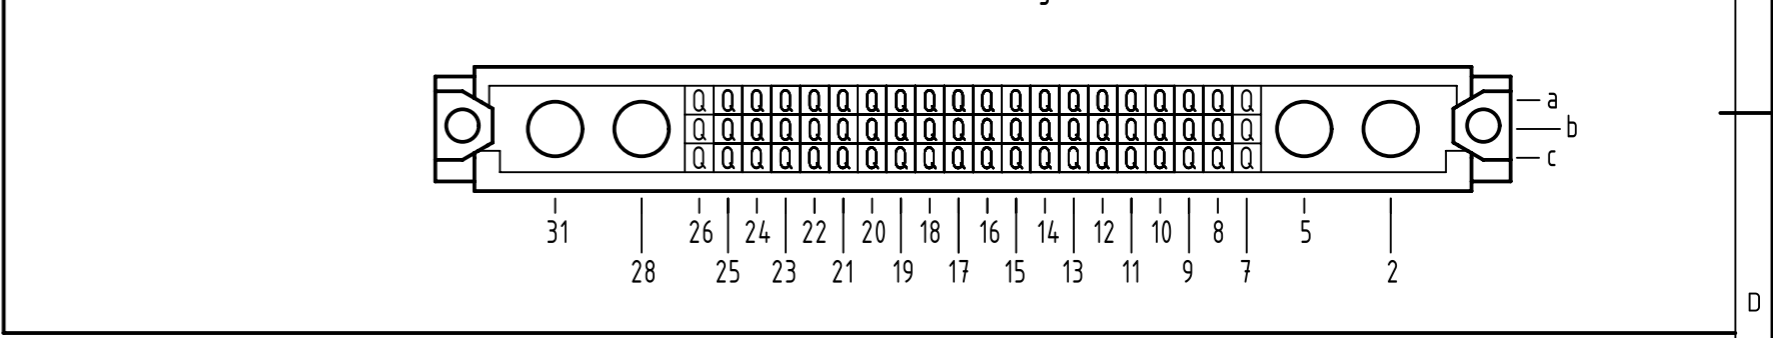 Q Q Q Q Q Q Q Q Q Q Q Q Q Q Q Q Q Q Q Q a
Q Q Q Q Q Q Q Q Q Q Q Q Q Q Q Q Q Q Q Q b
Q Q Q Q Q Q Q Q Q Q Q Q Q Q Q Q Q Q Q Q c
31 26 24 22 20 18 16 14 12 10 8 5
28 25 23 21 19 17 15 13 11 9 7 2
D